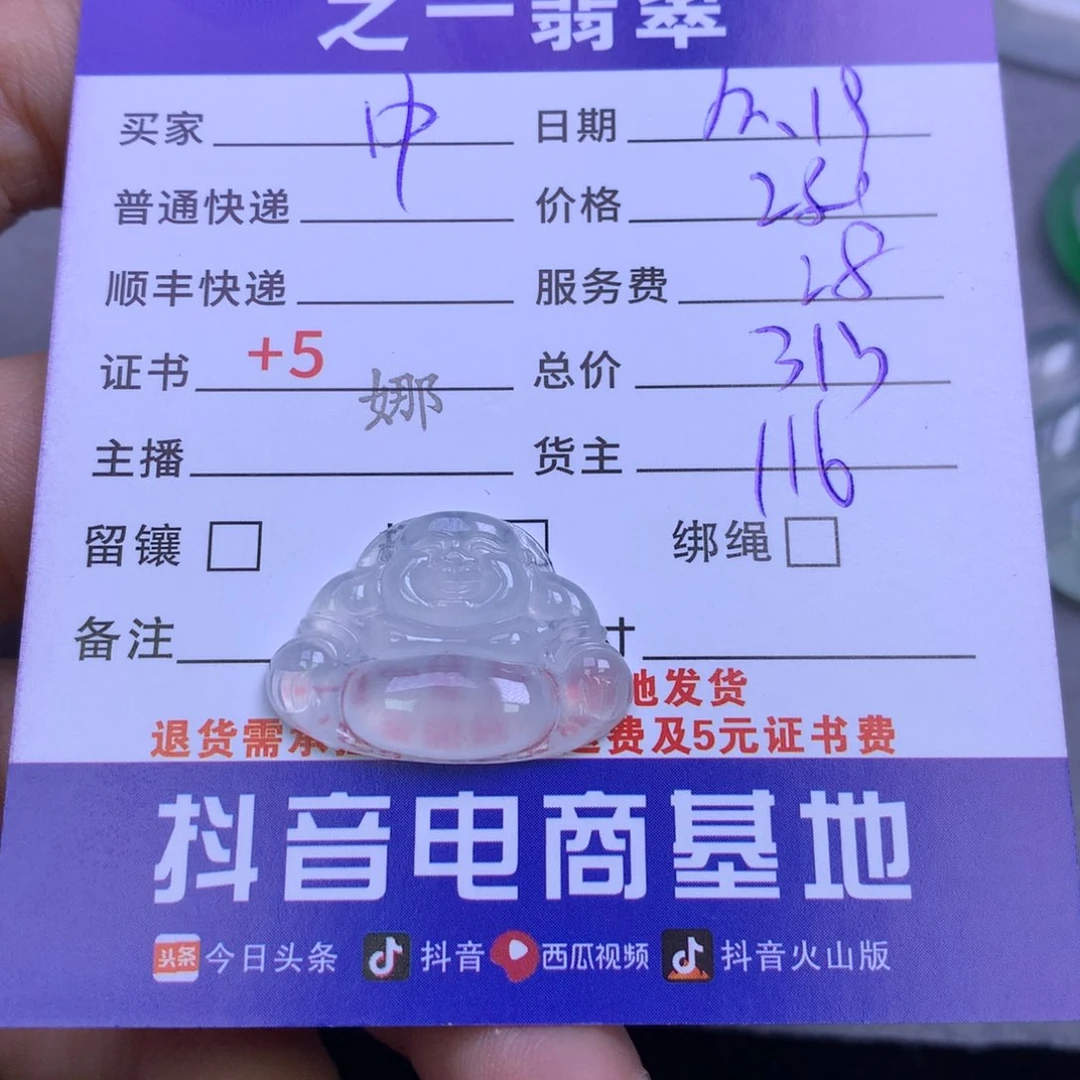 之一翡翠
买家 中 日期
普通快递 价格
顺丰快递 服务费 28
证书 +5 总价 313
娜
主播 货主 116
留镶 绑绳
备注 寸
地发货
退货需承 费及5元证书费
抖音电商基地
头条 今日头条 抖音 西瓜视频 抖音火山版